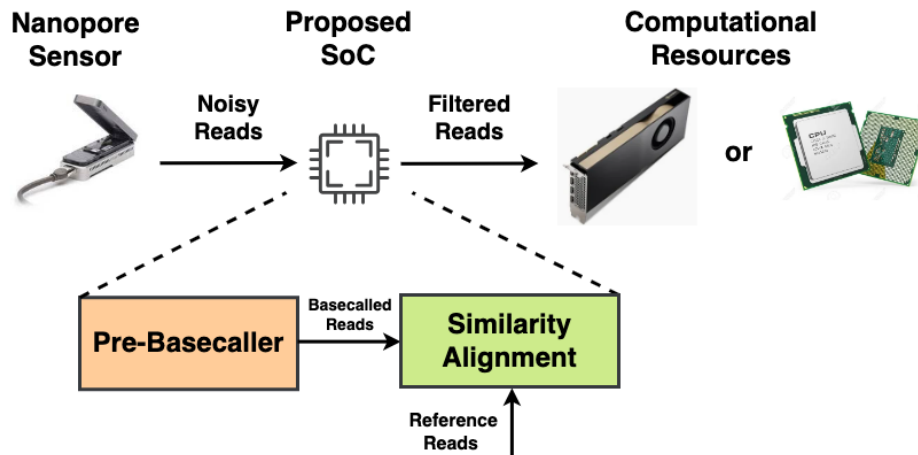 Nanopore
Sensor
Proposed
SoC
Computational
Resources
Noisy
Reads
Filtered
Reads
or
CPU
Pre-Basecaller
Basecalled
Reads
Similarity
Alignment
Reference
Reads